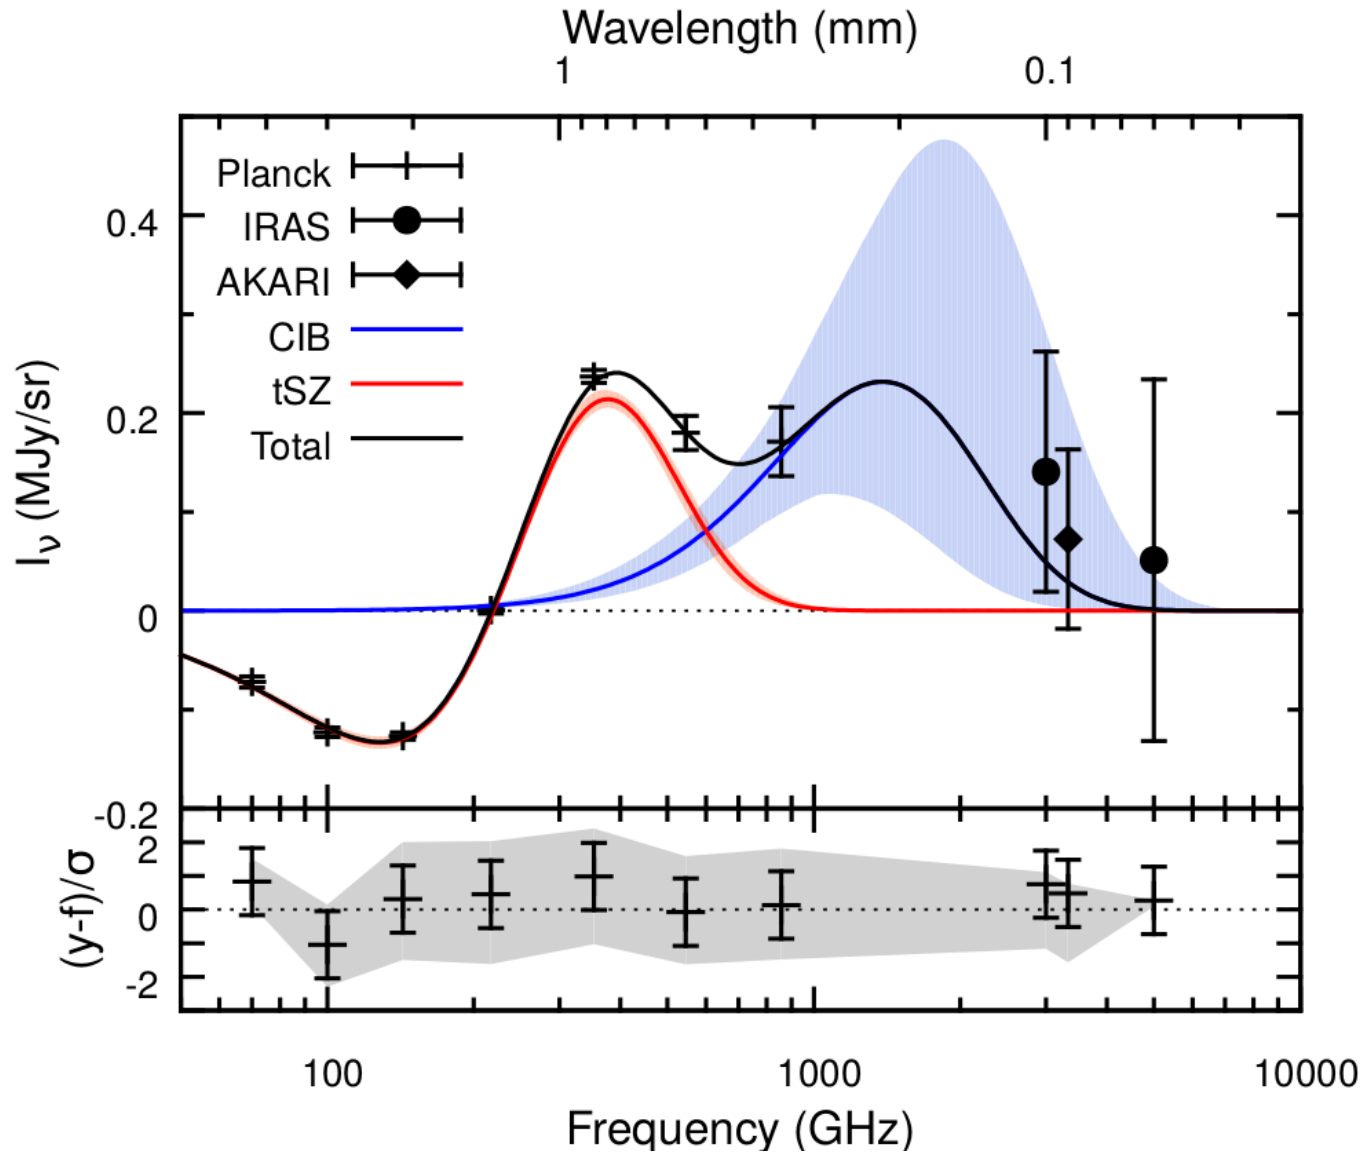 Wavelength (mm)
1 0.1
Planck
IRAS
AKARI
CIB
tSZ
Total
0.4
0.2
0
-0.2
Iν (MJy/sr)
2
0
-2
(y-f)/σ
100 1000 10000
Frequency (GHz)